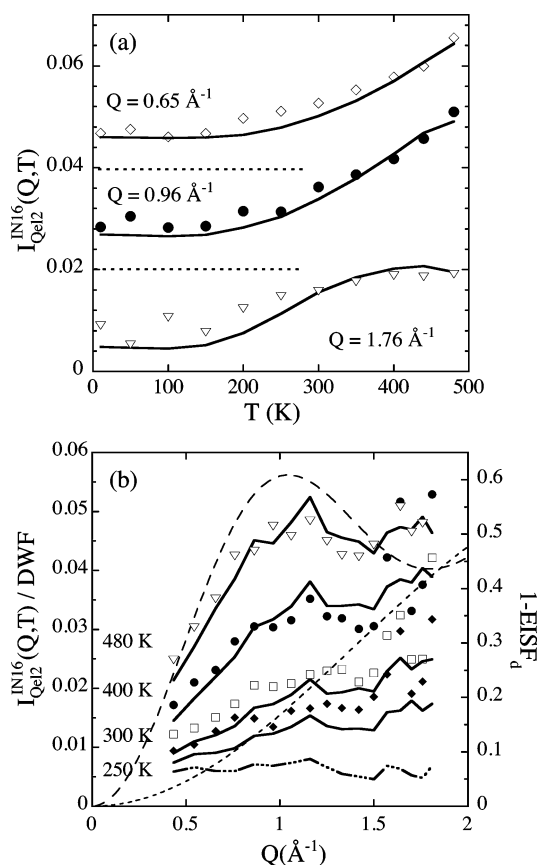 (a)
I_Qel2^IN16(Q,T)
0.06
0.04
0.02
0
Q = 0.65 Å⁻¹
Q = 0.96 Å⁻¹
Q = 1.76 Å⁻¹
0 100 200 300 400 500
T (K)
(b)
I_Qel2^IN16(Q,T) / DWF
0.06
0.05
0.04
0.03
0.02
0.01
0
480 K
400 K
300 K
250 K
0.6
0.5
0.4
0.3
0.2
0.1
0
1-EISF_d
0 0.5 1 1.5 2
Q(Å⁻¹)